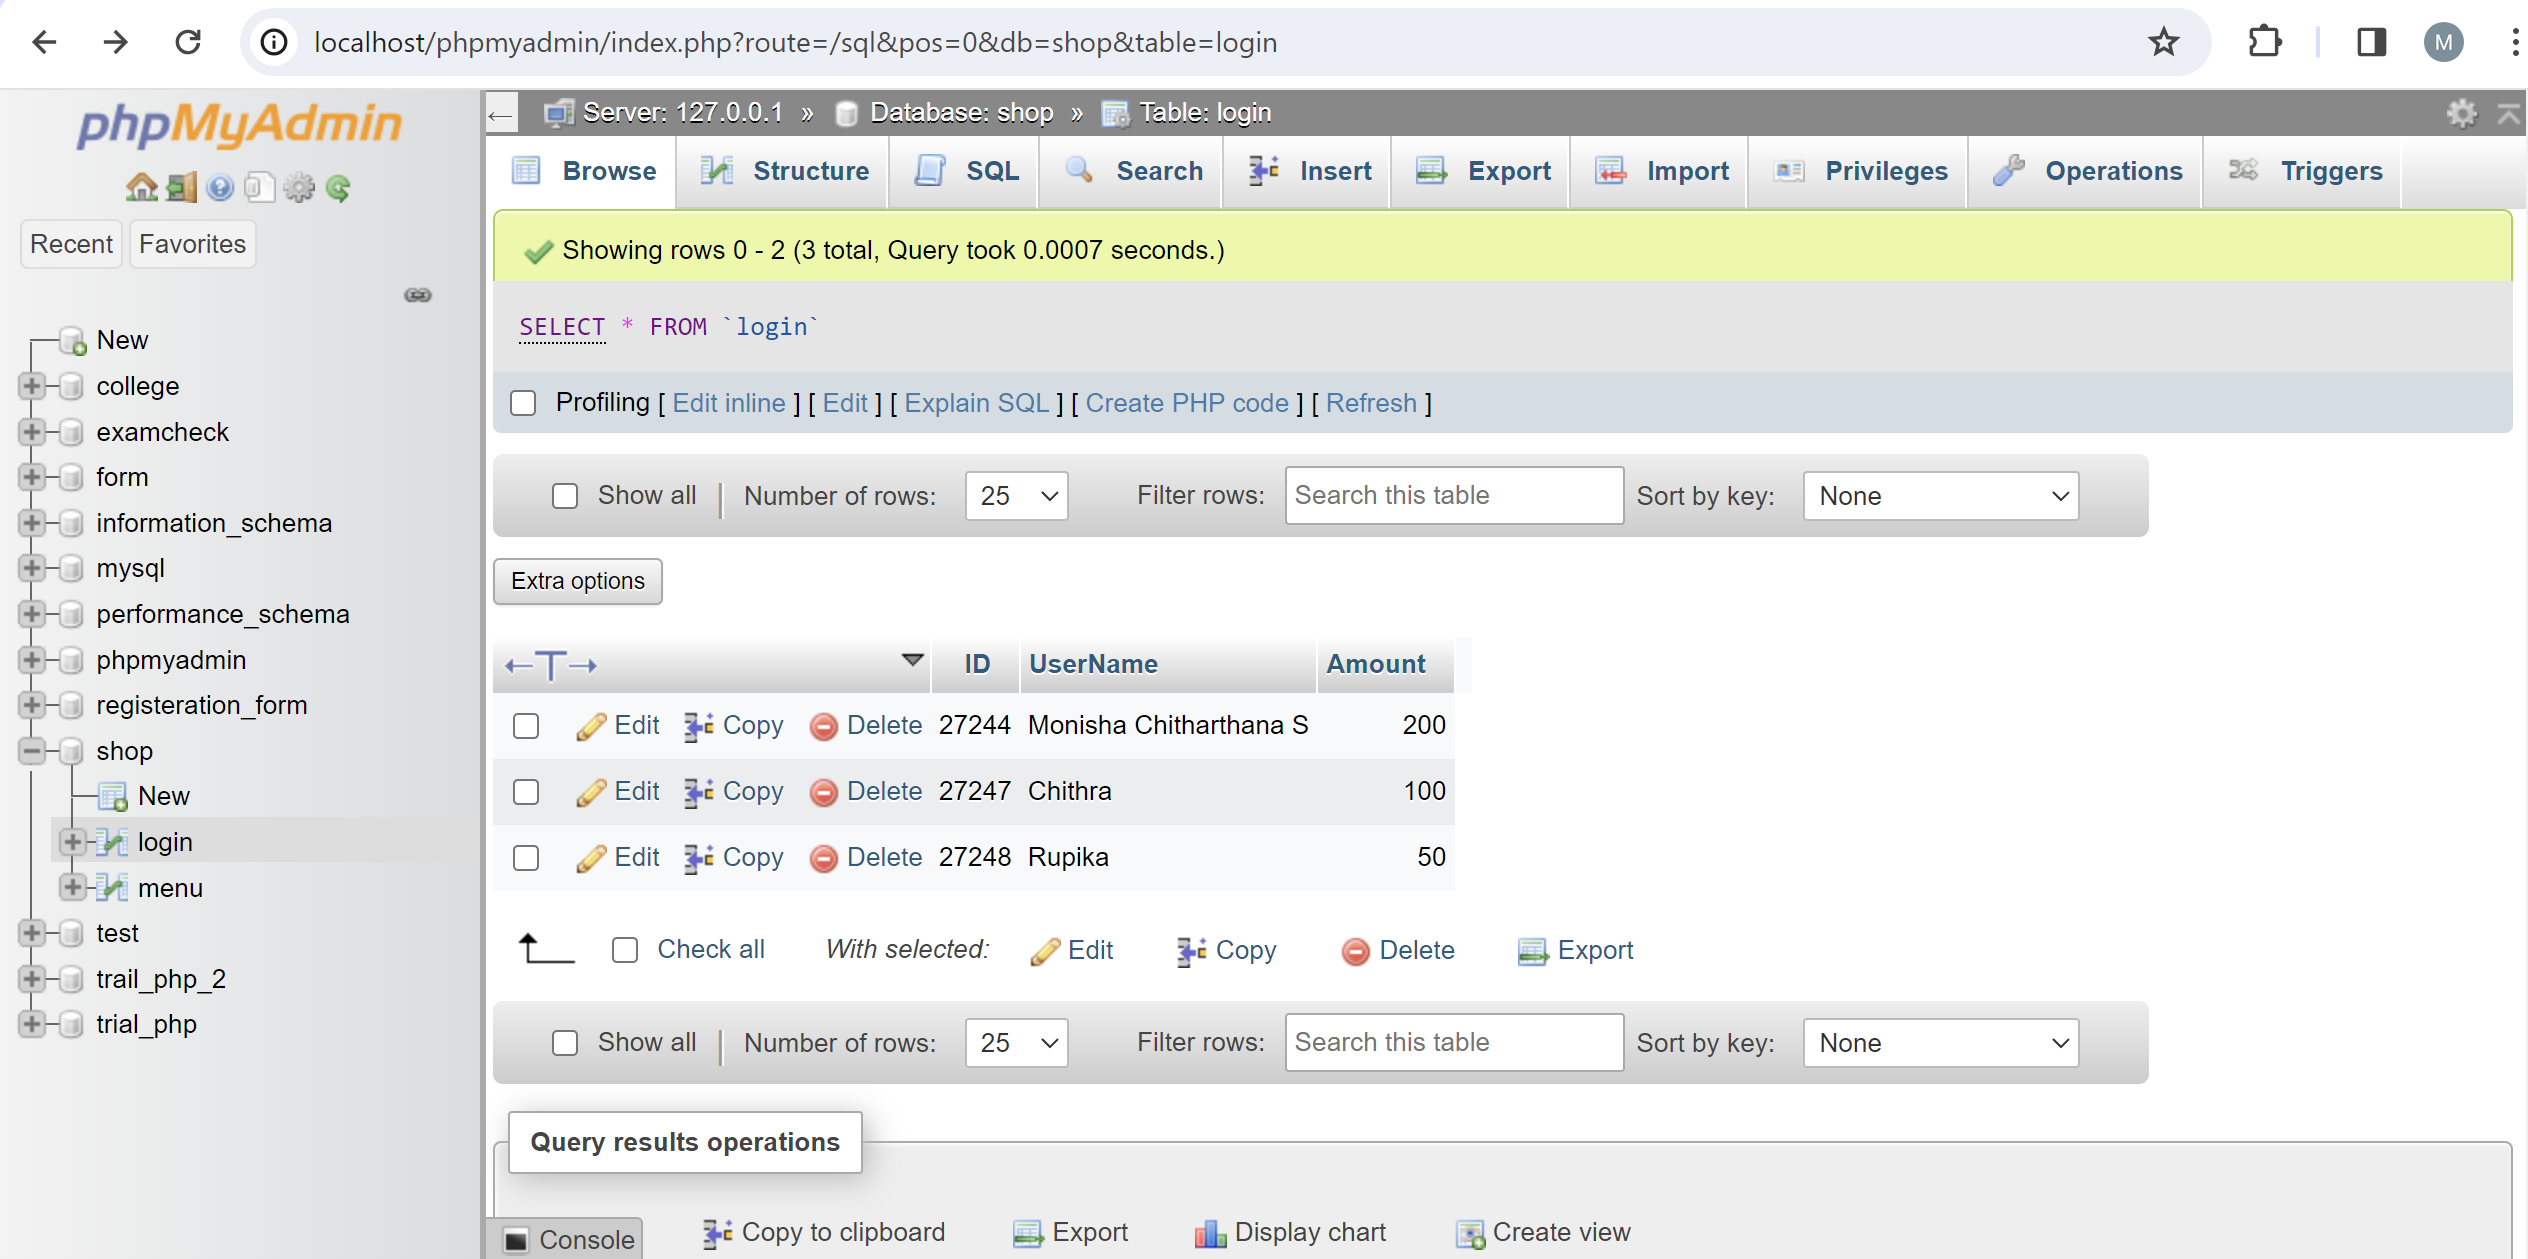 localhost/phpmyadmin/index.php?route=/sql&pos=0&db=shop&table=login
M
phpMyAdmin
Recent Favorites
New
college
examcheck
form
information_schema
mysql
performance_schema
phpmyadmin
registeration_form
shop
New
login
menu
test
trail_php_2
trial_php
Server: 127.0.0.1 » Database: shop » Table: login
Browse Structure SQL Search Insert Export Import Privileges Operations Triggers
Showing rows 0 - 2 (3 total, Query took 0.0007 seconds.)
SELECT * FROM `login`
Profiling [ Edit inline ] [ Edit ] [ Explain SQL ] [ Create PHP code ] [ Refresh ]
Show all | Number of rows: 25 Filter rows: Search this table Sort by key: None
Extra options
←T→ ID UserName Amount
Edit Copy Delete 27244 Monisha Chitharthana S 200
Edit Copy Delete 27247 Chithra 100
Edit Copy Delete 27248 Rupika 50
Check all With selected: Edit Copy Delete Export
Show all | Number of rows: 25 Filter rows: Search this table Sort by key: None
Query results operations
Console Copy to clipboard Export Display chart Create view